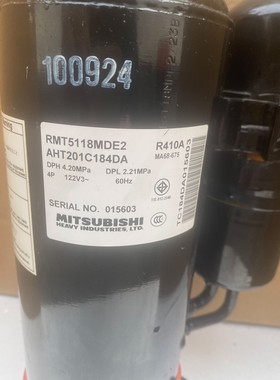 100924
RMT5118MDE2 R410A
AHT201C184DA MA68-675
DPH 4.20MPa DPL 2.21MPa
4P 122V3~ 60Hz
SERIAL NO. 015603
MITSUBISHI
HEAVY INDUSTRIES, LTD.
TC1840A015603